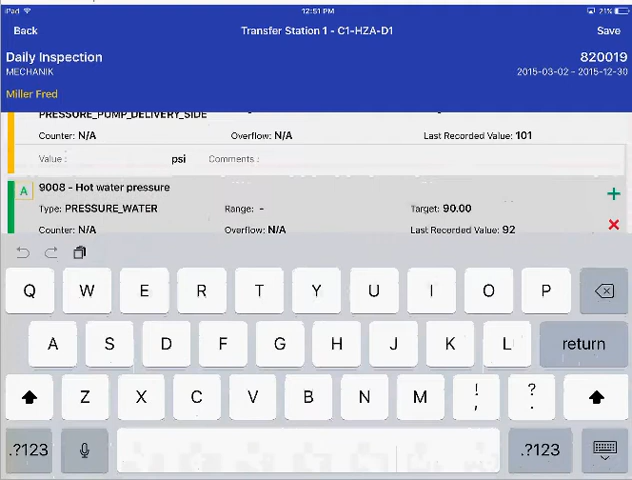 iPad 12:51 PM 21%
Back Transfer Station 1 - C1-HZA-D1 Save
Daily Inspection 820019
MECHANIK 2015-03-02 - 2015-12-30
Miller Fred
PRESSURE_PUMP_DELIVERY_SIDE
Counter: N/A Overflow: N/A Last Recorded Value: 101
Value : psi Comments :
A 9008 - Hot water pressure
Type: PRESSURE_WATER Range: - Target: 90.00
Counter: N/A Overflow: N/A Last Recorded Value: 92
Q W E R T Y U I O P
A S D F G H J K L return
Z X C V B N M ! , ? .
.?123 .?123